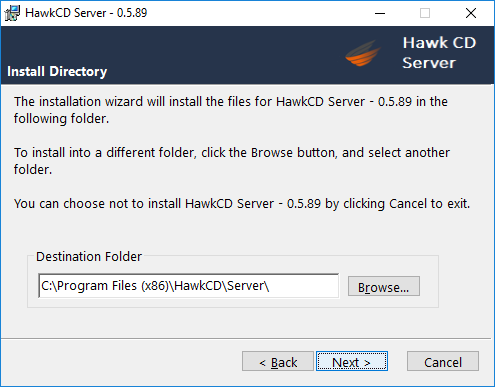 HawkCD Server - 0.5.89
Hawk CD
Server
Install Directory
The installation wizard will install the files for HawkCD Server - 0.5.89 in the
following folder.
To install into a different folder, click the Browse button, and select another
folder.
You can choose not to install HawkCD Server - 0.5.89 by clicking Cancel to exit.
Destination Folder
C:\Program Files (x86)\HawkCD\Server\
Browse...
< Back
Next >
Cancel